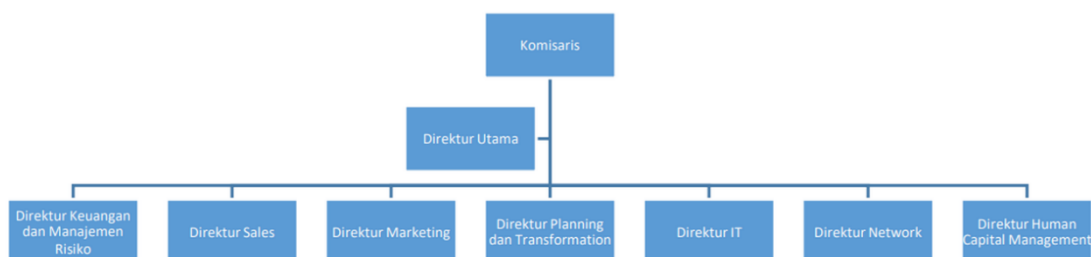 Komisaris
Direktur Utama
Direktur Keuangan
dan Manajemen
Risiko
Direktur Sales
Direktur Marketing
Direktur Planning
dan Transformation
Direktur IT
Direktur Network
Direktur Human
Capital Management